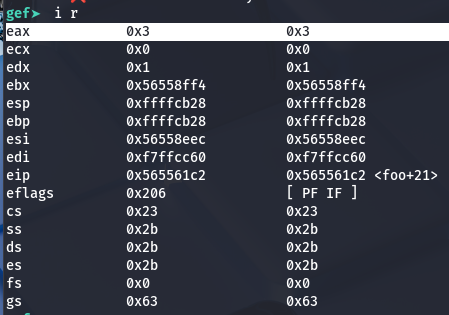 gef➤ i r
eax 0x3 0x3
ecx 0x0 0x0
edx 0x1 0x1
ebx 0x56558ff4 0x56558ff4
esp 0xffffcb28 0xffffcb28
ebp 0xffffcb28 0xffffcb28
esi 0x56558eec 0x56558eec
edi 0xf7ffcc60 0xf7ffcc60
eip 0x565561c2 0x565561c2 <foo+21>
eflags 0x206 [ PF IF ]
cs 0x23 0x23
ss 0x2b 0x2b
ds 0x2b 0x2b
es 0x2b 0x2b
fs 0x0 0x0
gs 0x63 0x63